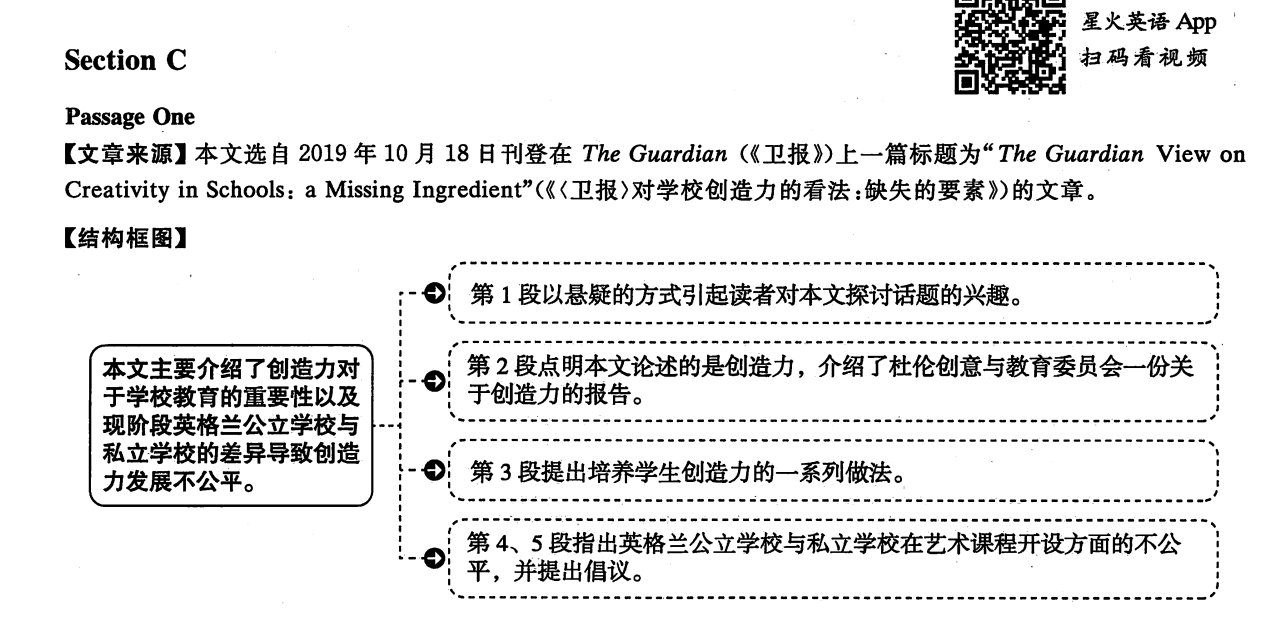 星火英语 App
扫码看视频
Section C
Passage One
【文章来源】本文选自 2019 年 10 月 18 日刊登在 The Guardian（《卫报》）上一篇标题为“The Guardian View on
Creativity in Schools: a Missing Ingredient”（《〈卫报〉对学校创造力的看法：缺失的要素》）的文章。
【结构框图】
本文主要介绍了创造力对
于学校教育的重要性以及
现阶段英格兰公立学校与
私立学校的差异导致创造
力发展不公平。
第 1 段以悬疑的方式引起读者对本文探讨话题的兴趣。
第 2 段点明本文论述的是创造力，介绍了杜伦创意与教育委员会一份关
于创造力的报告。
第 3 段提出培养学生创造力的一系列做法。
第 4、5 段指出英格兰公立学校与私立学校在艺术课程开设方面的不公
平，并提出倡议。